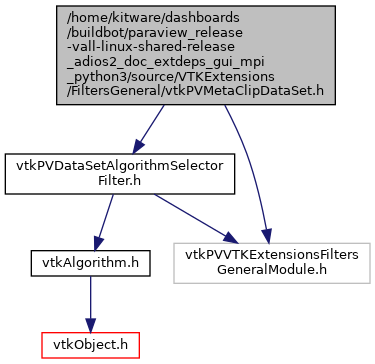 /home/kitware/dashboards
/buildbot/paraview_release
-vall-linux-shared-release
_adios2_doc_extdeps_gui_mpi
_python3/source/VTKExtensions
/FiltersGeneral/vtkPVMetaClipDataSet.h
vtkPVDataSetAlgorithmSelector
Filter.h
vtkAlgorithm.h
vtkPVVTKExtensionsFilters
GeneralModule.h
vtkObject.h